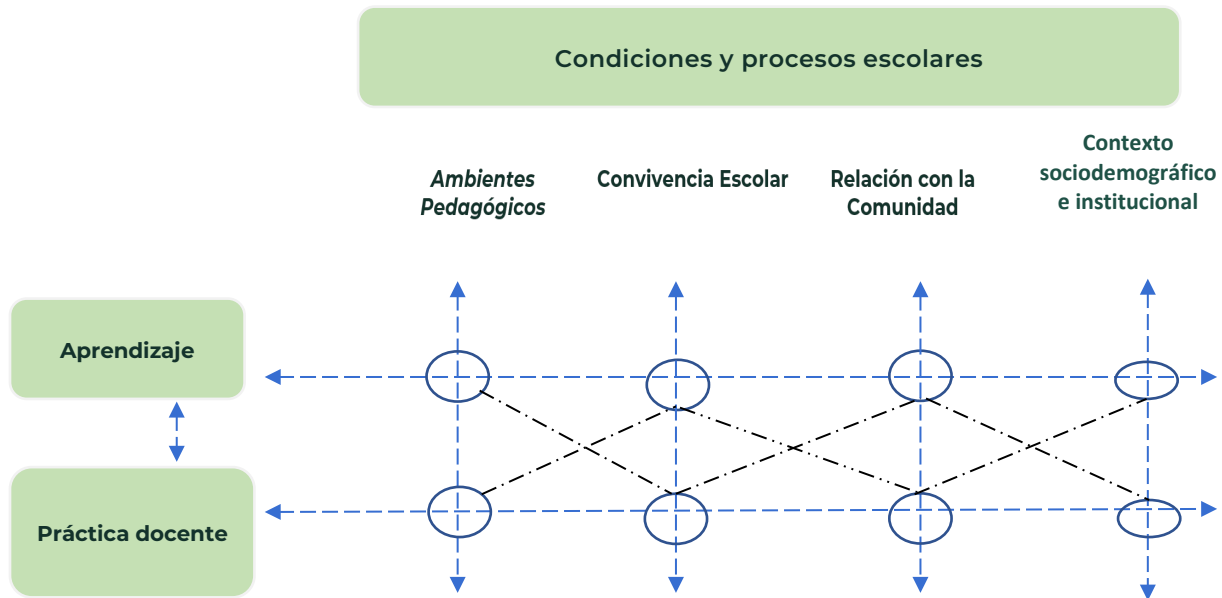 Condiciones y procesos escolares
Ambientes
Pedagógicos
Convivencia Escolar
Relación con la
Comunidad
Contexto
sociodemográfico
e institucional
Aprendizaje
Práctica docente